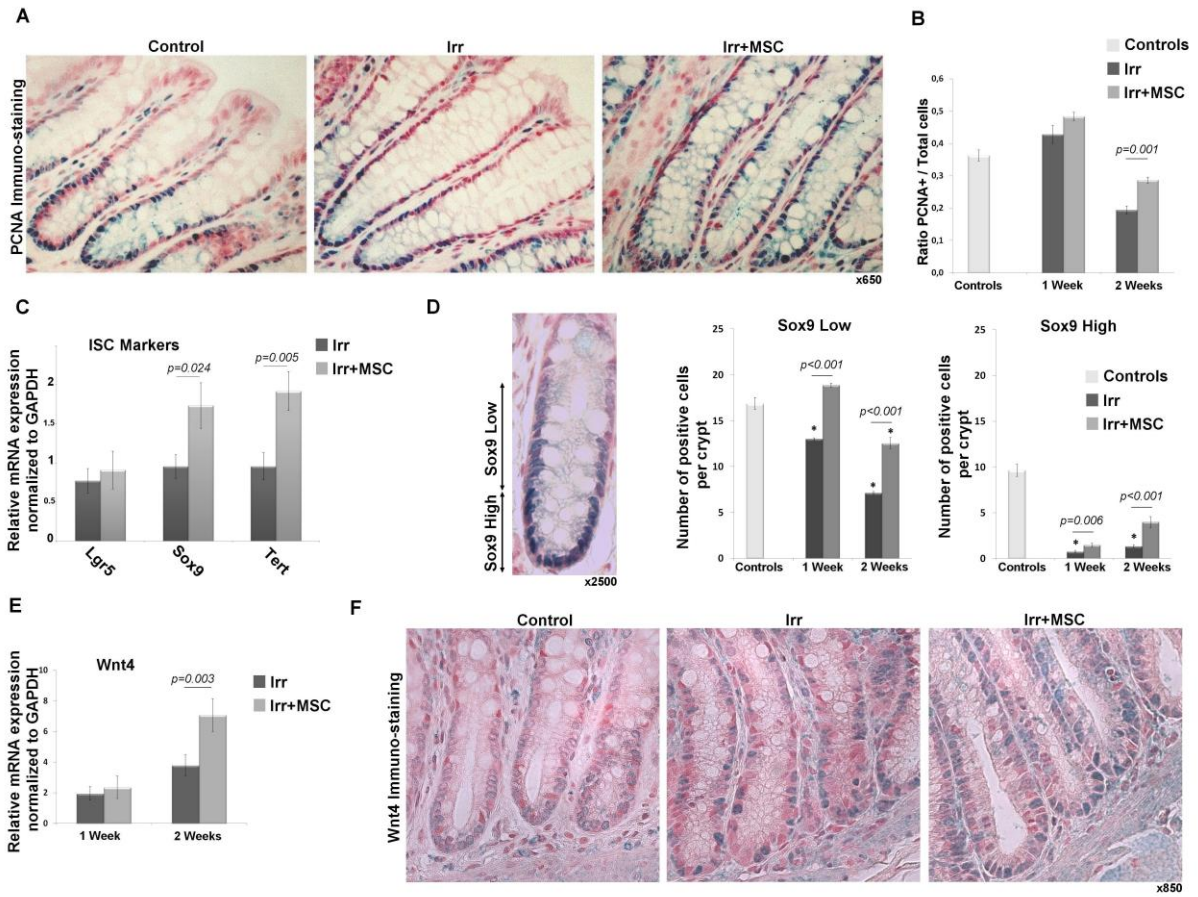 A
Control
Irr
Irr+MSC
PCNA Immuno-staining
x650
B
Controls
Irr
Irr+MSC
Ratio PCNA+ / Total cells
0,6
0,5
0,4
0,3
0,2
0,1
0,0
p=0.001
Controls
1 Week
2 Weeks
C
ISC Markers
Irr
Irr+MSC
Relative mRNA expression
normalized to GAPDH
2
1.5
1
0.5
0
p=0.024
p=0.005
Lgr5
Sox9
Tert
D
Sox9 Low
Sox9 High
x2500
Sox9 Low
Number of positive cells
per crypt
25
20
15
10
5
0
p<0.001
p<0.001
*
*
*
Controls
1 Week
2 Weeks
Sox9 High
Controls
Irr
Irr+MSC
Number of positive cells
per crypt
25
20
15
10
5
0
p=0.006
p<0.001
*
*
Controls
1 Week
2 Weeks
E
Wnt4
Irr
Irr+MSC
Relative mRNA expression
normalized to GAPDH
10
8
6
4
2
0
p=0.003
1 Week
2 Weeks
F
Control
Irr
Irr+MSC
Wnt4 Immuno-staining
x850